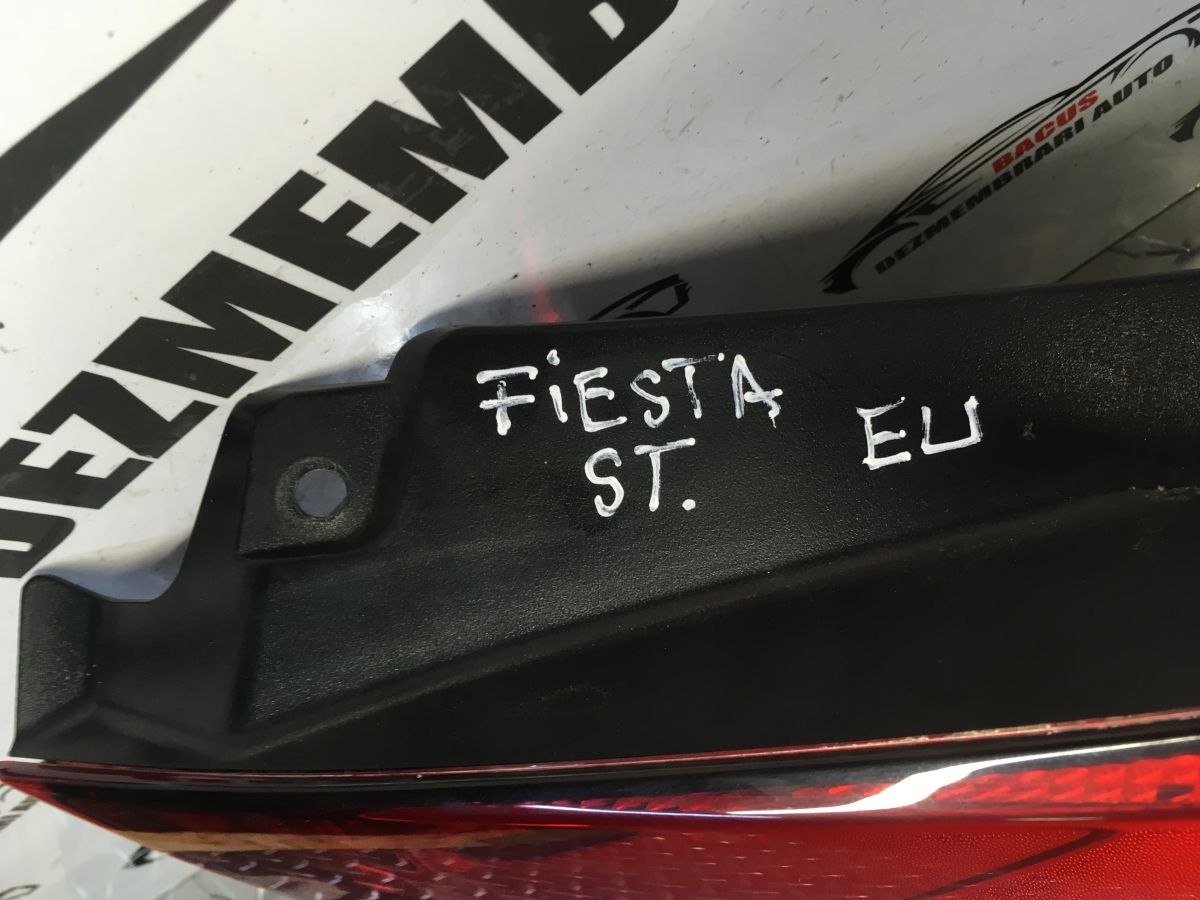 DEZMEMB
BACUS
DEZMEMBRARI AUTO
FIESTA
ST.
EU